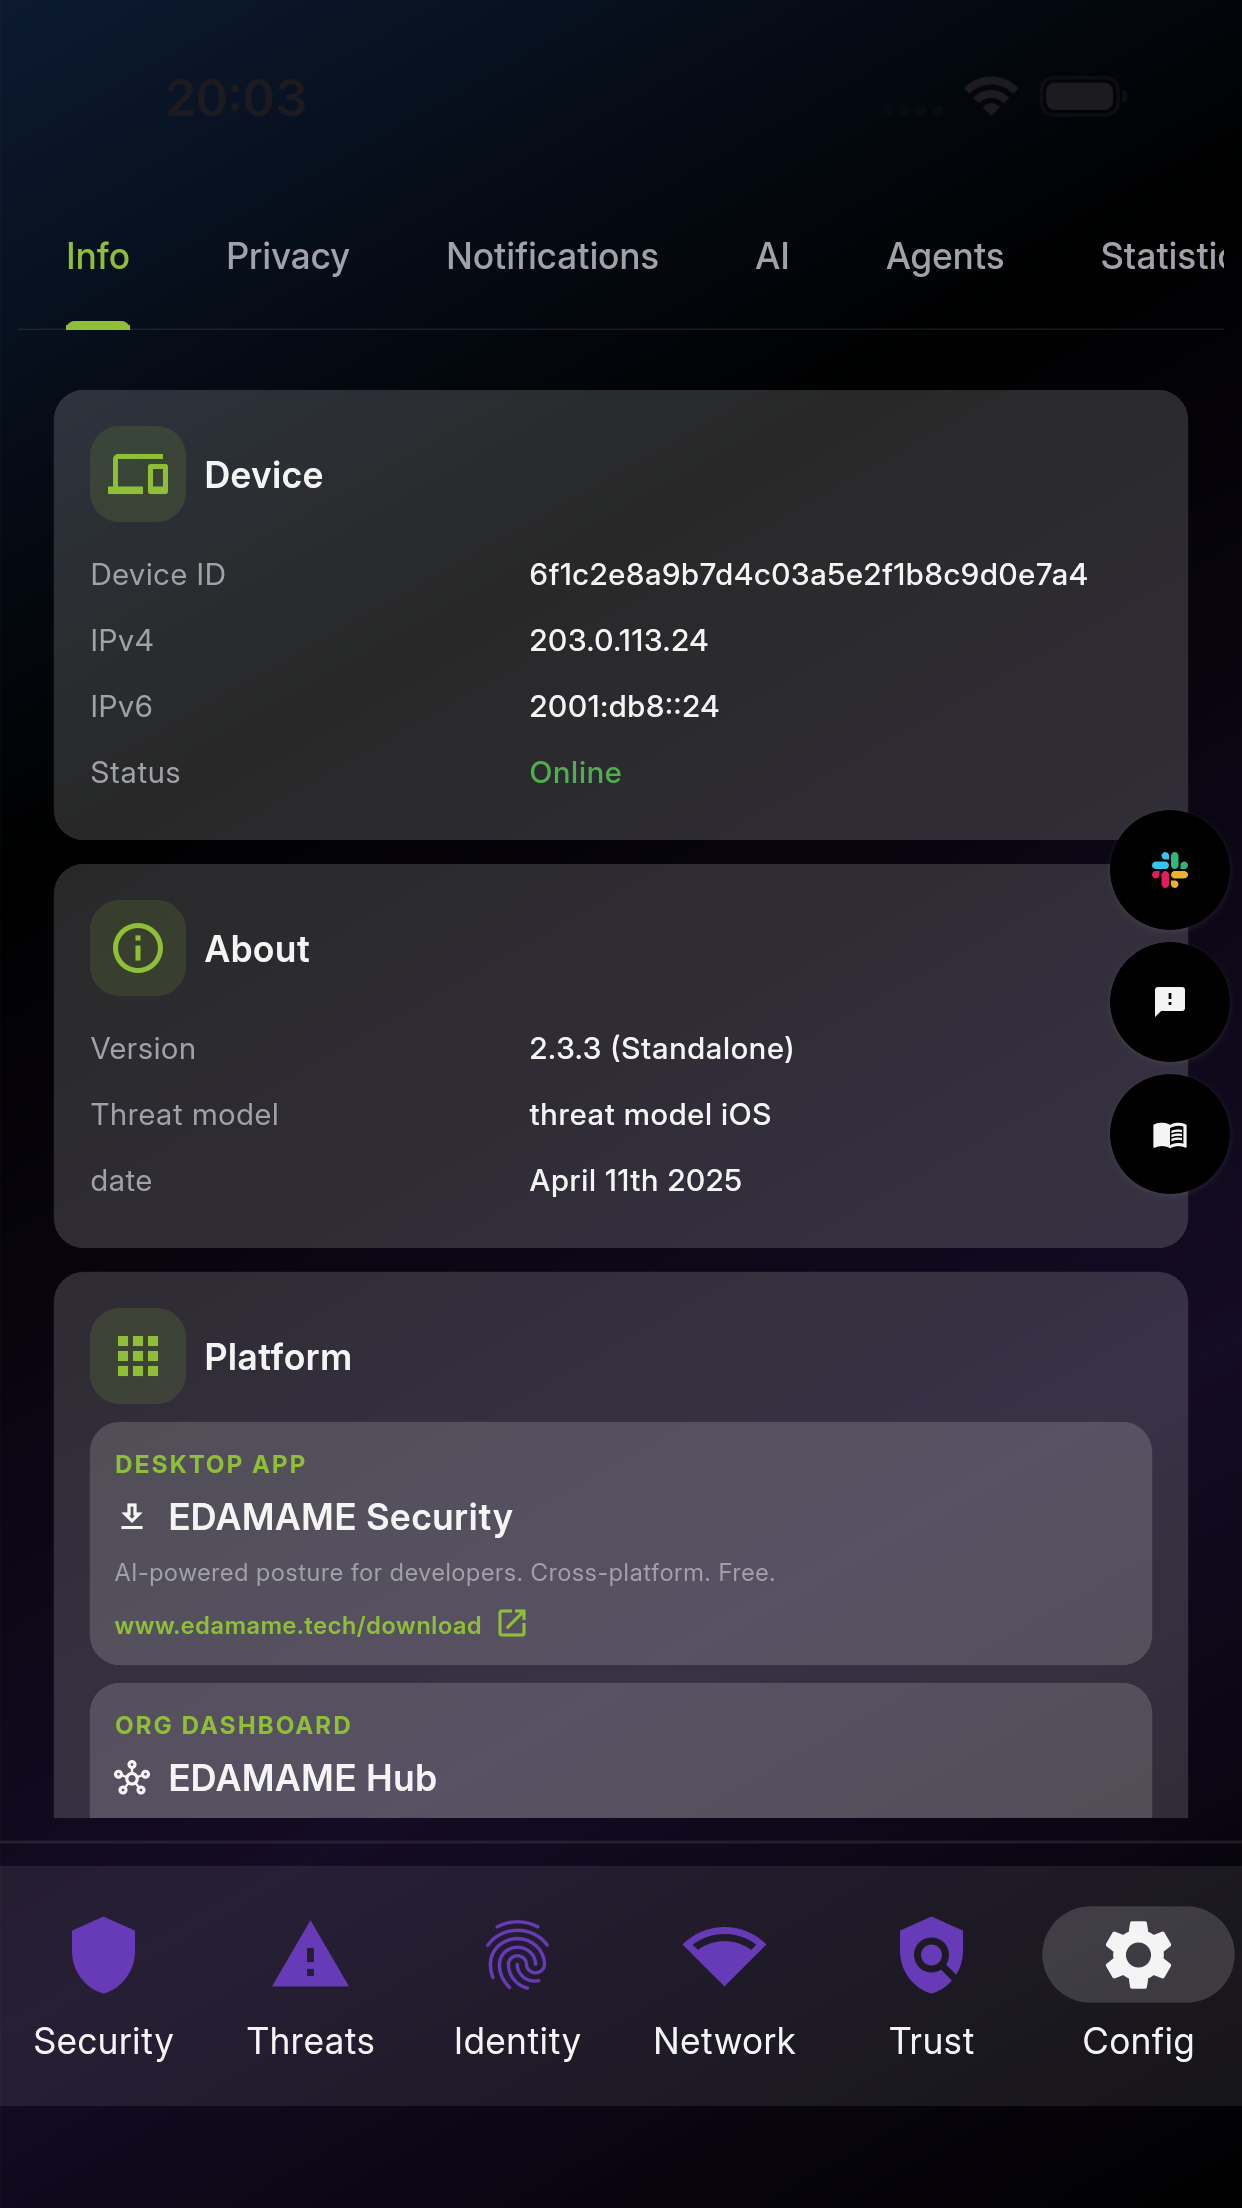 20:03
Info Privacy Notifications AI Agents Statistic
Device
Device ID 6f1c2e8a9b7d4c03a5e2f1b8c9d0e7a4
IPv4 203.0.113.24
IPv6 2001:db8::24
Status Online
About
Version 2.3.3 (Standalone)
Threat model threat model iOS
date April 11th 2025
Platform
DESKTOP APP
EDAMAME Security
AI-powered posture for developers. Cross-platform. Free.
www.edamame.tech/download
ORG DASHBOARD
EDAMAME Hub
Security Threats Identity Network Trust Config